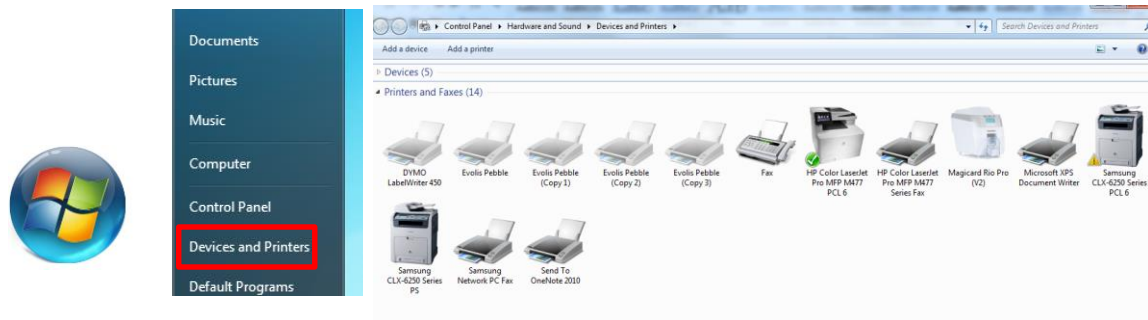 Documents
Pictures
Music
Computer
Control Panel
Devices and Printers
Default Programs
Control Panel ▸ Hardware and Sound ▸ Devices and Printers ▸
Search Devices and Printers
Add a device Add a printer
Devices (5)
Printers and Faxes (14)
DYMO
LabelWriter 450
Evolis Pebble
Evolis Pebble
(Copy 1)
Evolis Pebble
(Copy 2)
Evolis Pebble
(Copy 3)
Fax
HP Color LaserJet
Pro MFP M477
PCL 6
HP Color LaserJet
Pro MFP M477
Series Fax
Magicard Rio Pro
(V2)
Microsoft XPS
Document Writer
Samsung
CLX-6250 Series
PCL 6
Samsung
CLX-6250 Series
PS
Samsung
Network PC Fax
Send To
OneNote 2010